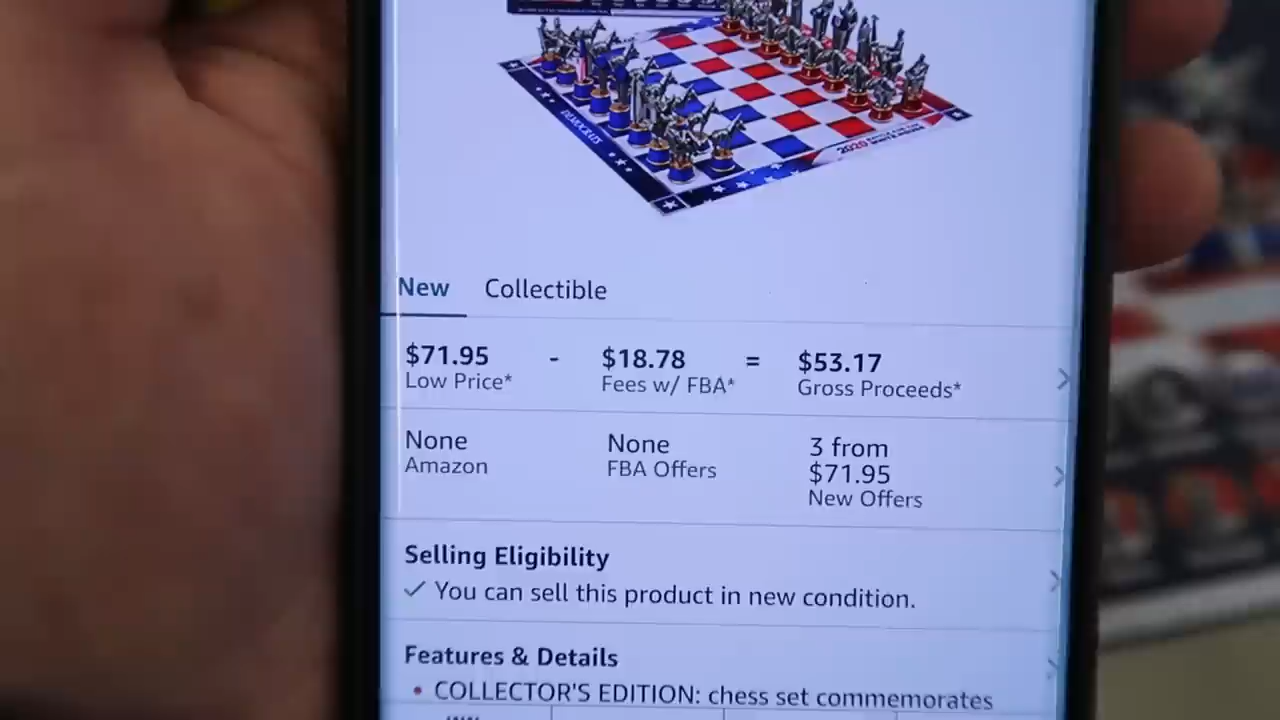 DEMOCRATS
2020
New Collectible
$71.95 - $18.78 = $53.17
Low Price* Fees w/ FBA* Gross Proceeds*
None None 3 from
$71.95
Amazon FBA Offers New Offers
Selling Eligibility
✓ You can sell this product in new condition.
Features & Details
• COLLECTOR'S EDITION: chess set commemorates